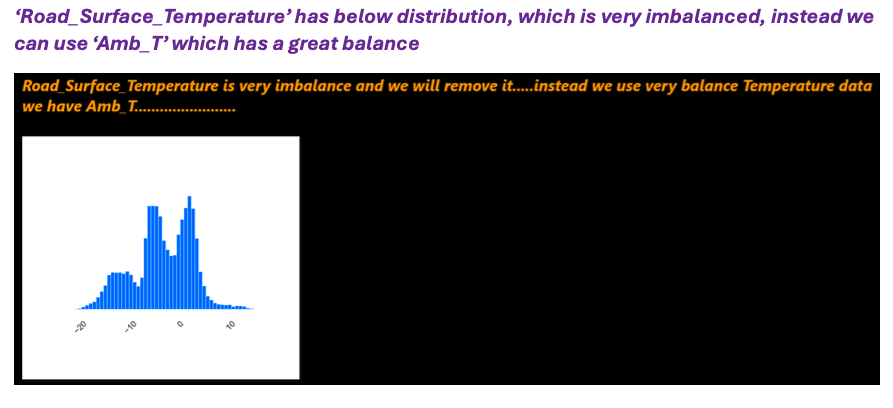 ‘Road_Surface_Temperature’ has below distribution, which is very imbalanced, instead we
can use ‘Amb_T’ which has a great balance
Road_Surface_Temperature is very imbalance and we will remove it.....instead we use very balance Temperature data
we have Amb_T........................
-20
-10
0
10